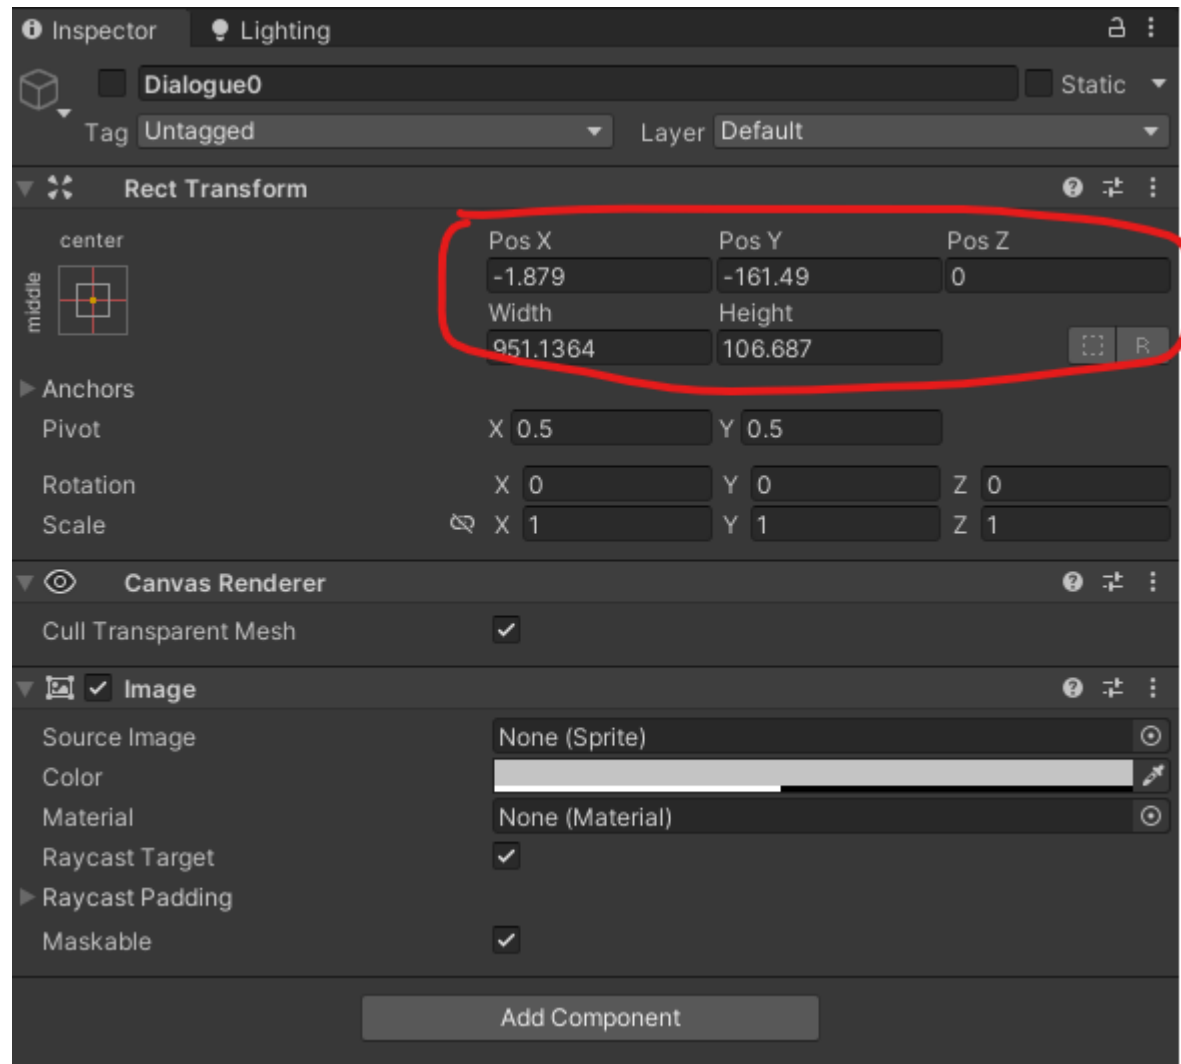 Inspector Lighting
Dialogue0 Static
Tag Untagged Layer Default
Rect Transform
center
middle
Pos X Pos Y Pos Z
-1.879 -161.49 0
Width Height
951.1364 106.687
R
Anchors
Pivot X 0.5 Y 0.5
Rotation X 0 Y 0 Z 0
Scale X 1 Y 1 Z 1
Canvas Renderer
Cull Transparent Mesh
Image
Source Image None (Sprite)
Color
Material None (Material)
Raycast Target
Raycast Padding
Maskable
Add Component